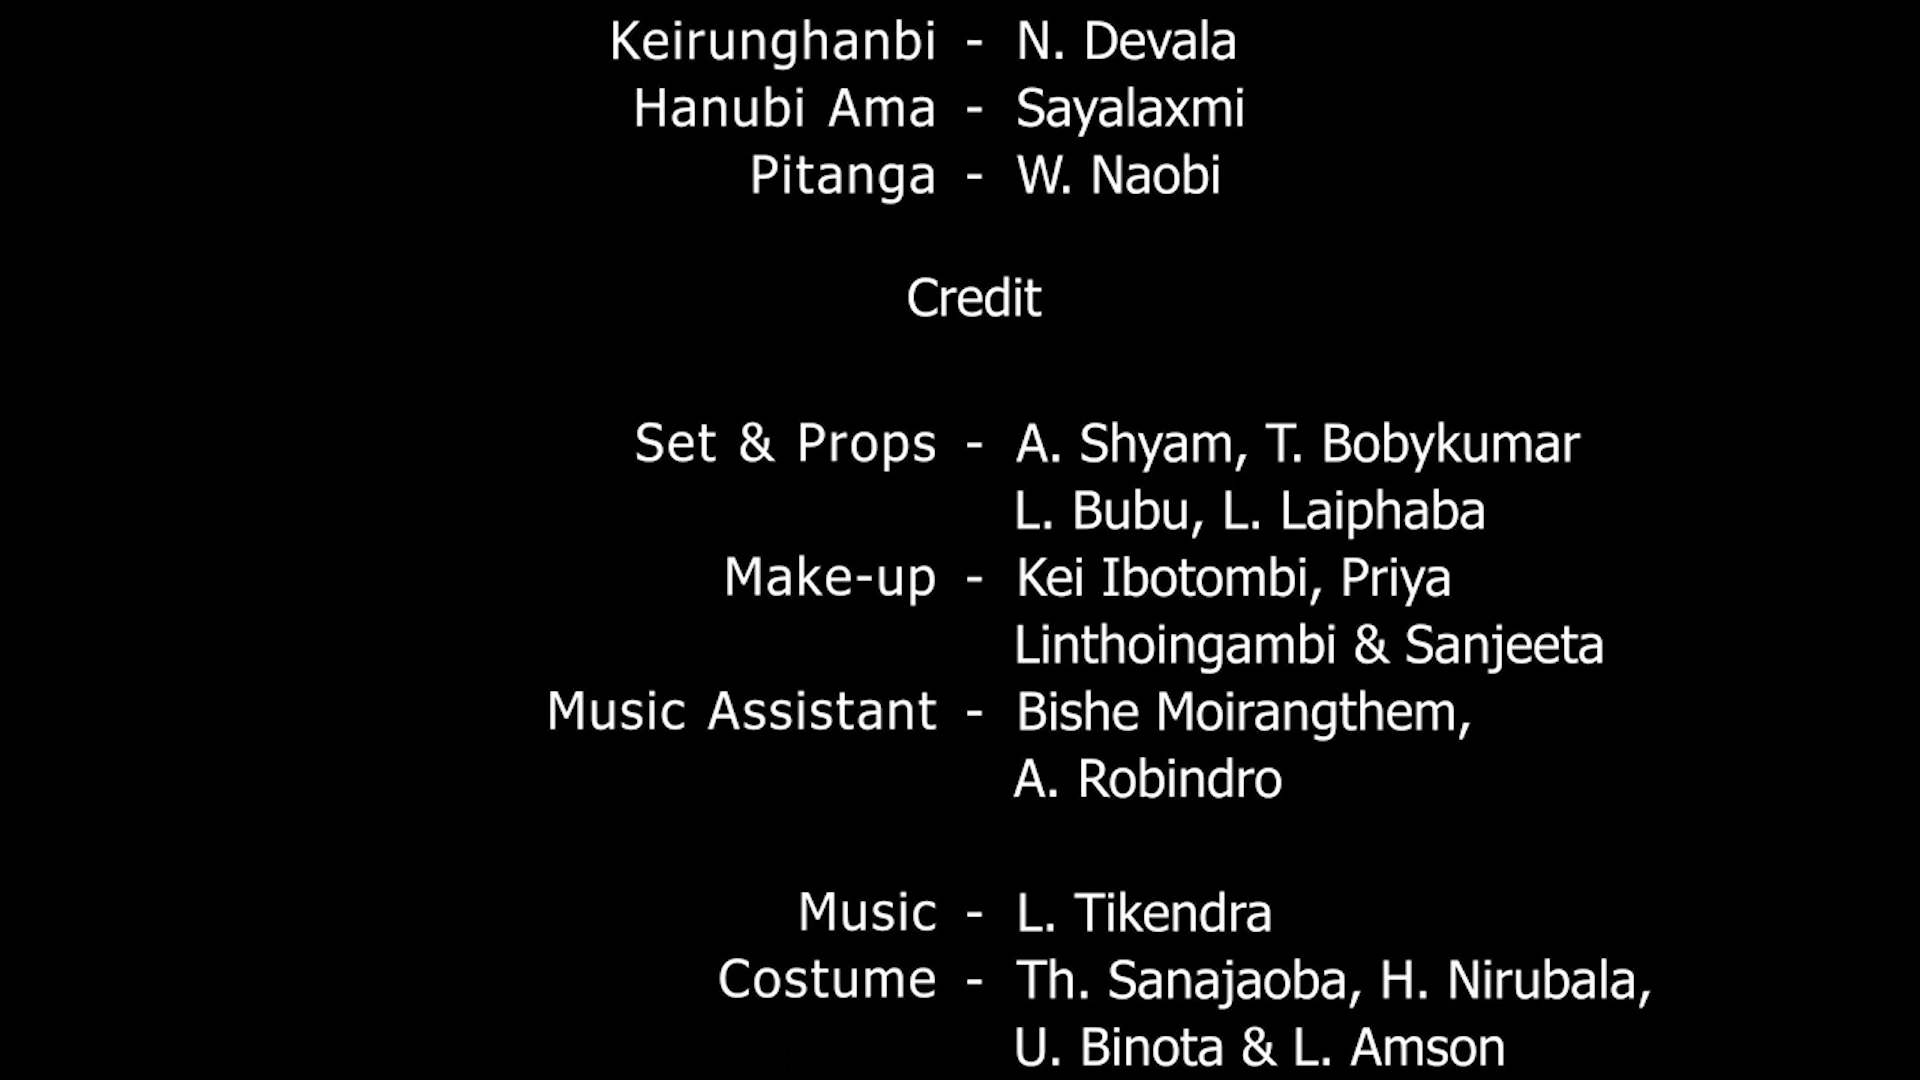 Keirunghanbi - N. Devala
Hanubi Ama - Sayalaxmi
Pitanga - W. Naobi
Credit
Set & Props - A. Shyam, T. Bobykumar
L. Bubu, L. Laiphaba
Make-up - Kei Ibotombi, Priya
Linthoingambi & Sanjeeta
Music Assistant - Bishe Moirangthem,
A. Robindro
Music - L. Tikendra
Costume - Th. Sanajaoba, H. Nirubala,
U. Binota & L. Amson